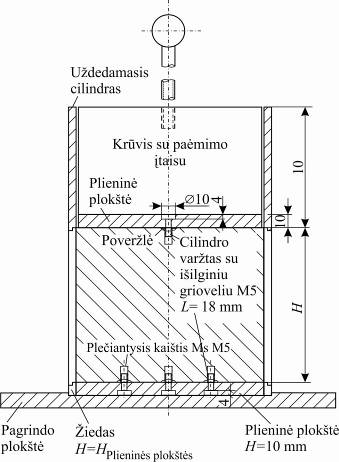 Uždedamasis
cilindras
Krūvis su paėmimo
įtaisu
10
Plieninė
plokštė
⌀10
4
10
Poveržlė
Cilindro
varžtas su
išilginiu
grioveliu M5
L= 18 mm
H
Plečiantysis kaištis Ms M5
4
Pagrindo
plokštė
Žiedas
H=HPlieninės plokštės
Plieninė plokštė
H=10 mm